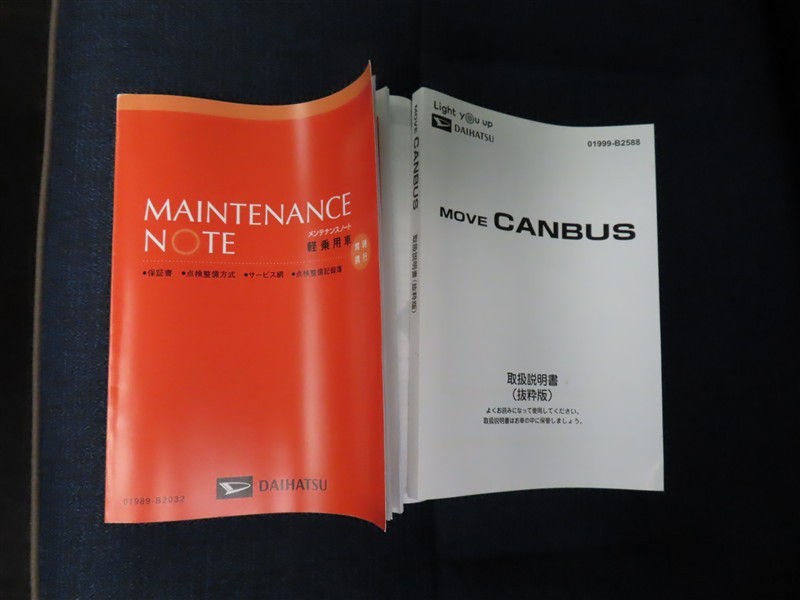 MAINTENANCE
NOTE
メンテナンスノート
軽乗用車
★保証書 ●点検整備方式 ●サービス網 ●点検整備記録簿
01989-B2032
DAIHATSU
MOVE CANBUS
取扱説明書(抜粋版)
Light you up
DAIHATSU
01999-B2588
MOVE CANBUS
取扱説明書
(抜粋版)
よくお読みになって使用してください。
取扱説明書はお車の中に保管しましょう。